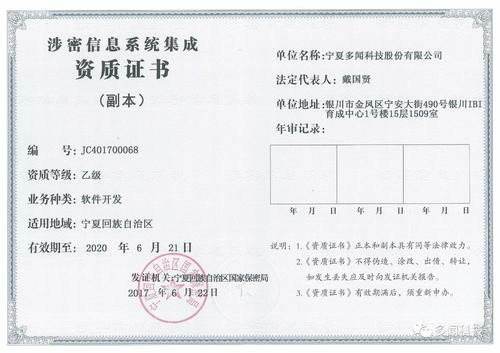 涉密信息系统集成
资质证书
（副本）
编 号：JC401700068
资质等级：乙级
业务种类：软件开发
适用地域：宁夏回族自治区
有效期至：2020 年 6 月 21 日
发证机关：宁夏回族自治区国家保密局
2017 年 6 月 22 日
单位名称：宁夏多闻科技股份有限公司
法定代表人 戴国贤
单位地址：银川市金凤区宁安大街490号银川IBI
育成中心1号楼15层1509室
年审记录：
年 月 日 年 月 日 年 月 日
说明：1.《资质证书》正本和副本具有同等法律效力。
2.《资质证书》不得伪造、涂改、出借、转让，
如发生丢失应及时向发证机关报告。
3.《资质证书》有效期满后，须重新申办。
多闻科技